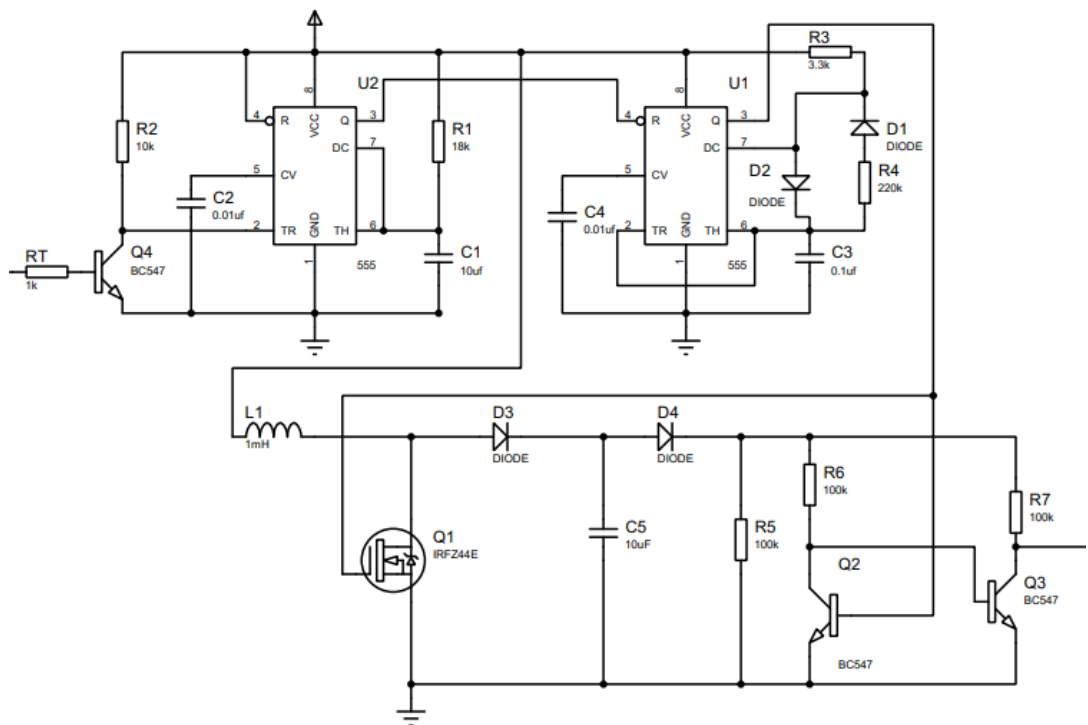 R3
3.3k
U2
U1
8
8
4
R
VCC
Q
3
4
R
VCC
Q
3
R2
10k
R1
18k
D1
DIODE
DC
7
DC
7
D2
DIODE
R4
220k
5
CV
5
CV
C2
0.01uf
C4
0.01uf
2
TR
GND
TH
6
2
TR
GND
TH
6
Q4
BC547
C1
10uf
C3
0.1uf
RT
1k
1
555
1
555
L1
1mH
D3
DIODE
D4
DIODE
R6
100k
R7
100k
Q1
IRFZ44E
C5
10uF
R5
100k
Q2
BC547
Q3
BC547